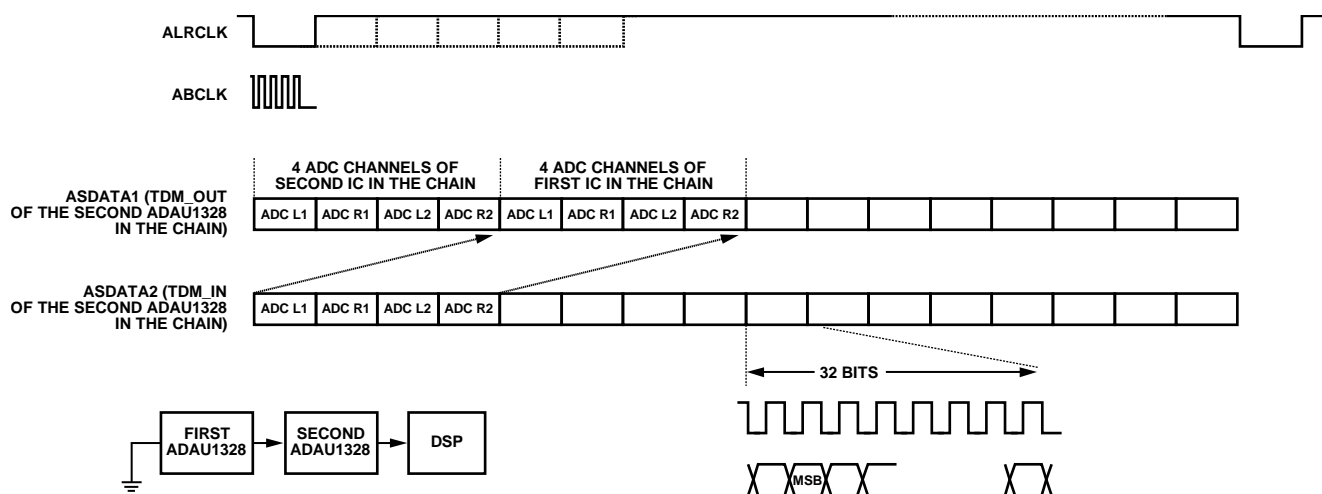 ALRCLK
ABCLK
4 ADC CHANNELS OF
SECOND IC IN THE CHAIN
4 ADC CHANNELS OF
FIRST IC IN THE CHAIN
ASDATA1 (TDM_OUT
OF THE SECOND ADAU1328
IN THE CHAIN)
ADC L1
ADC R1
ADC L2
ADC R2
ADC L1
ADC R1
ADC L2
ADC R2
ASDATA2 (TDM_IN
OF THE SECOND ADAU1328
IN THE CHAIN)
ADC L1
ADC R1
ADC L2
ADC R2
32 BITS
FIRST
ADAU1328
SECOND
ADAU1328
DSP
MSB